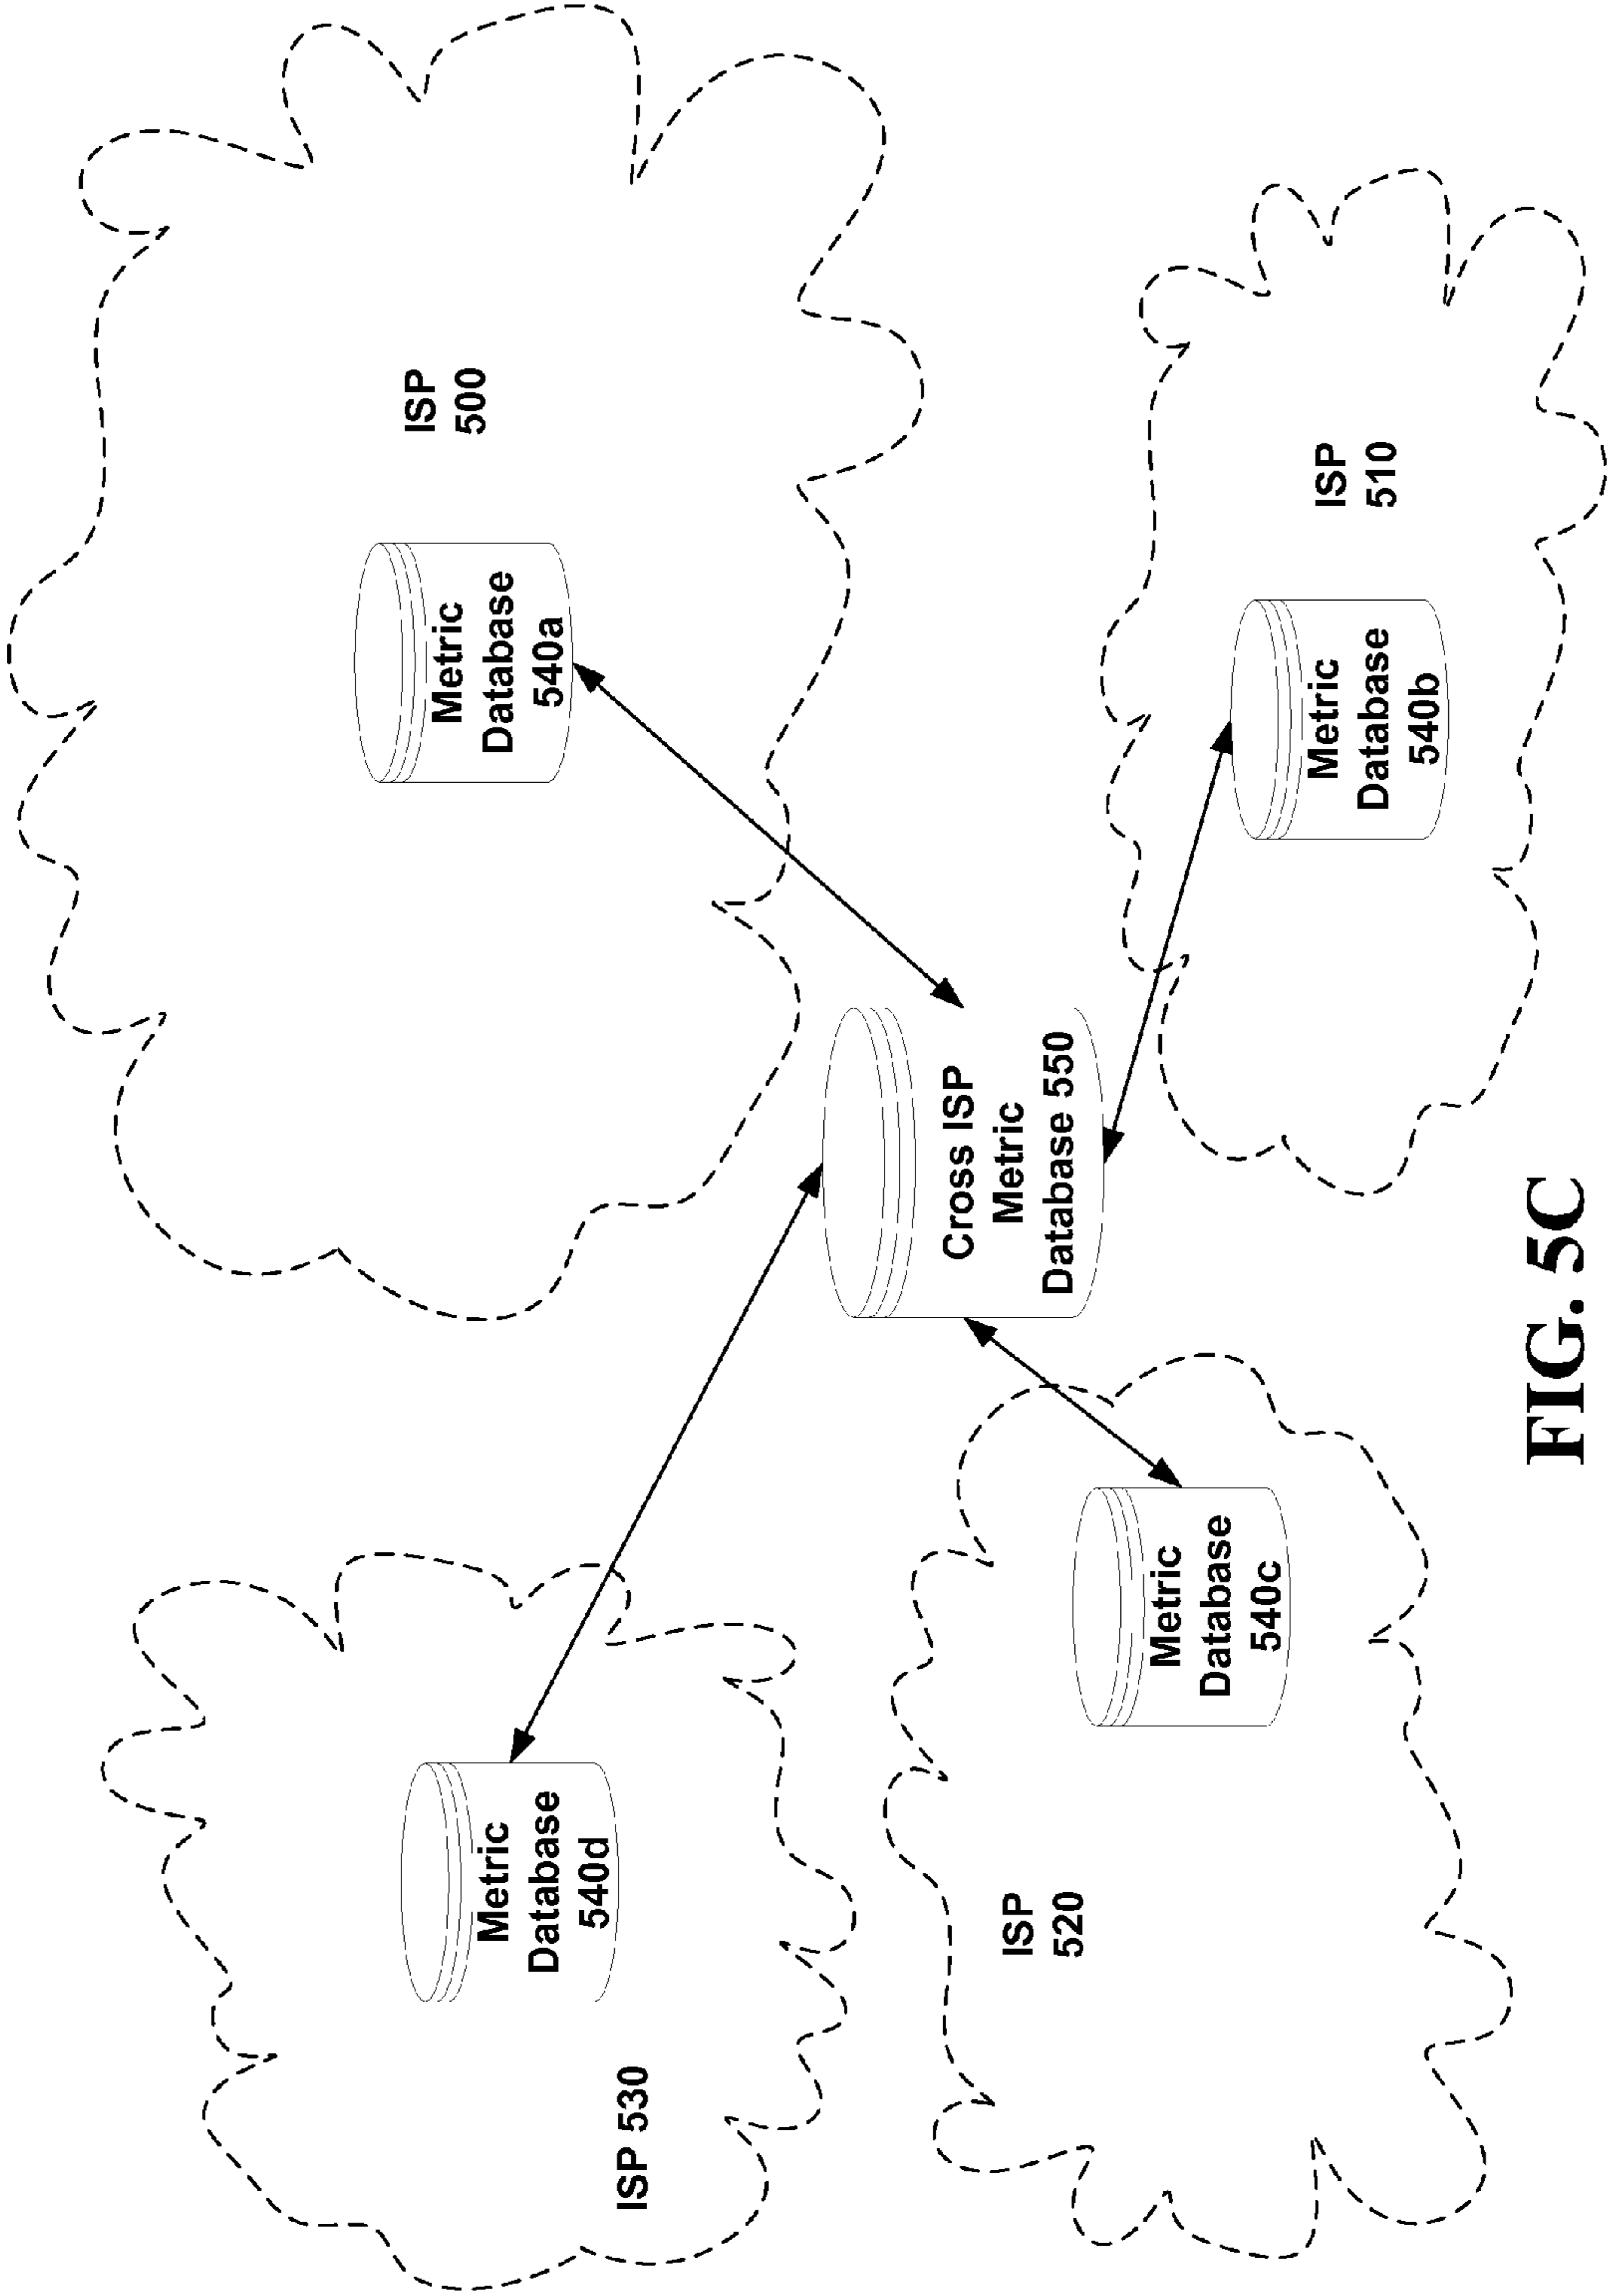 Metric
Database
540d
ISP 530
Metric
Database
540a
ISP
500
Cross ISP
Metric
Database 550
ISP
520
Metric
Database
540c
Metric
Database
540b
ISP
510
FIG. 5C